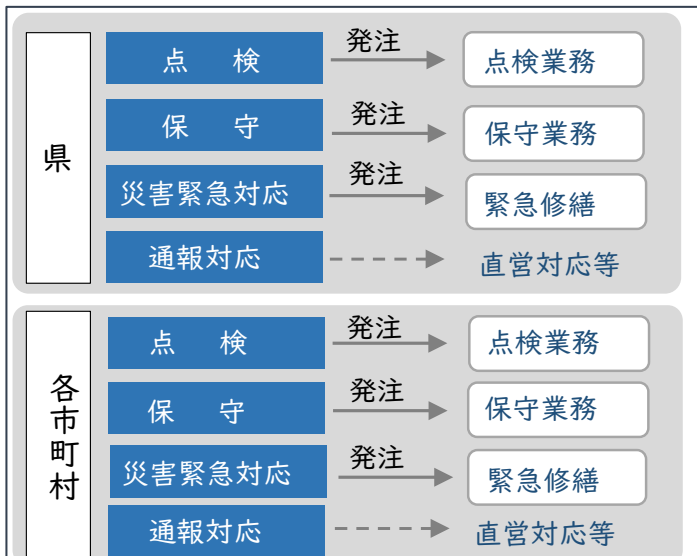 県
点　検
発注
点検業務
保　守
発注
保守業務
災害緊急対応
発注
緊急修繕
通報対応
直営対応等
各市町村
点　検
発注
点検業務
保　守
発注
保守業務
災害緊急対応
発注
緊急修繕
通報対応
直営対応等